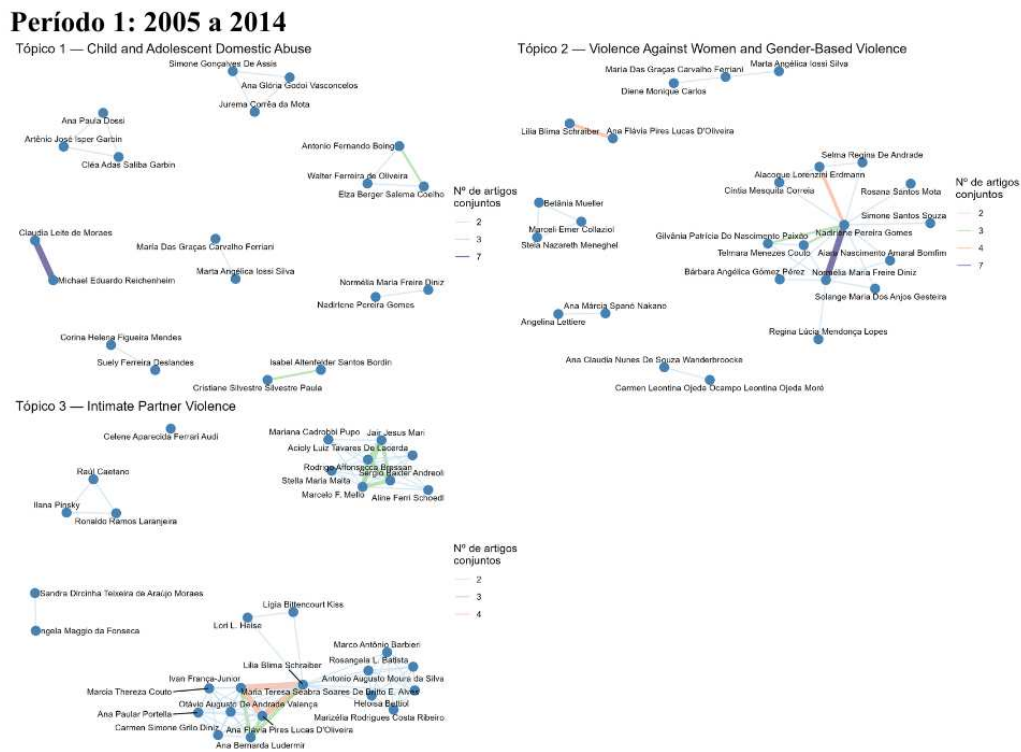 Período 1: 2005 a 2014
Tópico 1 — Child and Adolescent Domestic Abuse
Simone Gonçalves De Assis
Ana Glória Godoi Vasconcelos
Jurema Corrêa da Mota
Ana Paula Dossi
Artênio José Isper Garbin
Cléa Adas Saliba Garbin
Antonio Fernando Boing
Walter Ferreira de Oliveira
Elza Berger Salema Coelho
Nº de artigos
conjuntos
2
3
7
Claudia Leite de Moraes
Michael Eduardo Reichenheim
Maria Das Graças Carvalho Ferriani
Marta Angélica Iossi Silva
Normélia Maria Freire Diniz
Nadirlene Pereira Gomes
Corina Helena Figueira Mendes
Suely Ferreira Deslandes
Isabel Altenfelder Santos Bordin
Cristiane Silvestre Silvestre Paula
Tópico 2 — Violence Against Women and Gender-Based Violence
Maria Das Graças Carvalho Ferriani
Marta Angélica Iossi Silva
Diene Monique Carlos
Lilia Blima Schraiber
Ana Flávia Pires Lucas D'Oliveira
Selma Regina De Andrade
Alacoque Lorenzini Erdmann
Cíntia Mesquita Correia
Rosana Santos Mota
Simone Santos Souza
Nadirlene Pereira Gomes
Gilvânia Patrícia Do Nascimento Paixão
Telmara Menezes Couto
Aiara Nascimento Amaral Bomfim
Bárbara Angélica Gómez Pérez
Normélia Maria Freire Diniz
Solange Maria Dos Anjos Gesteira
Regina Lúcia Mendonça Lopes
Betânia Mueller
Marceli Emer Collaziol
Stela Nazareth Meneghel
Ana Márcia Spanó Nakano
Angelina Lettiere
Ana Claudia Nunes De Souza Wanderbroocke
Carmen Leontina Ojeda Ocampo Leontina Ojeda Moré
Nº de artigos
conjuntos
2
3
4
7
Tópico 3 — Intimate Partner Violence
Celene Aparecida Ferrari Audi
Raúl Caetano
Ilana Pinsky
Ronaldo Ramos Laranjeira
Mariana Cadrobbi Pupo
Jair Jesus Mari
Acioly Luiz Tavares De Lacerda
Rodrigo Affonsecca Bressan
Sérgio Baxter Andreoli
Stella Maria Malta
Marcelo F. Mello
Aline Ferri Schoedl
Nº de artigos
conjuntos
2
3
4
Sandra Dircinha Teixeira de Araújo Moraes
ngela Maggio da Fonseca
Ligia Bittencourt Kiss
Lori L. Heise
Lilia Blima Schraiber
Marco Antônio Barbieri
Rosangela L. Batista
Antonio Augusto Moura da Silva
Ivan França-Junior
Marcia Thereza Couto
Maria Teresa Seabra Soares De Britto E. Alves
Otávio Augusto De Andrade Valença
Heloisa Bettiol
Ana Paular Portella
Marizélia Rodrigues Costa Ribeiro
Carmen Simone Grilo Diniz
Ana Flávia Pires Lucas D'Oliveira
Ana Bernarda Ludermir